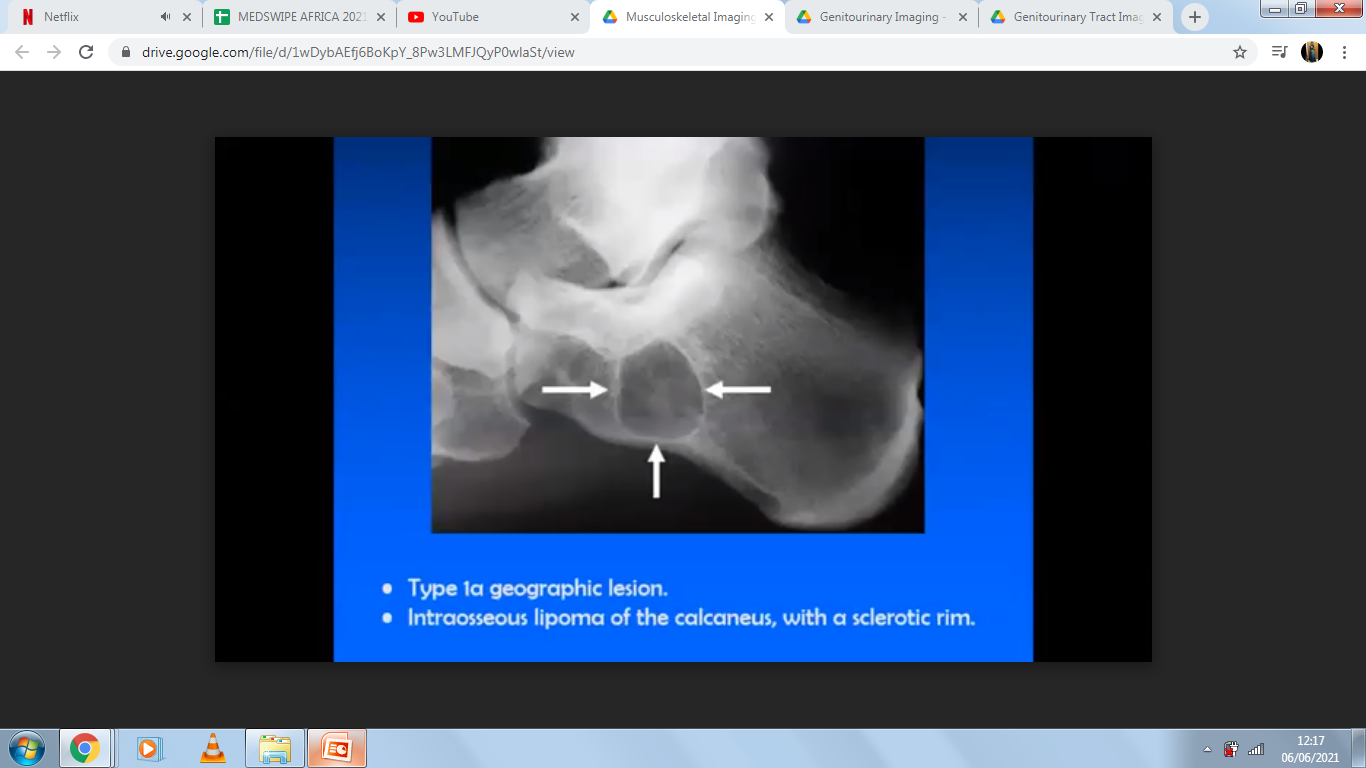 Netflix
MEDSWIPE AFRICA 2021
YouTube
Musculoskeletal Imaging
Genitourinary Imaging -
Genitourinary Tract Imag
drive.google.com/file/d/1wDybAEfj6BoKpY_8Pw3LMFJQyP0wlaSt/view
• Type 1a geographic lesion.
• Intraosseous lipoma of the calcaneus, with a sclerotic rim.
12:17
06/06/2021